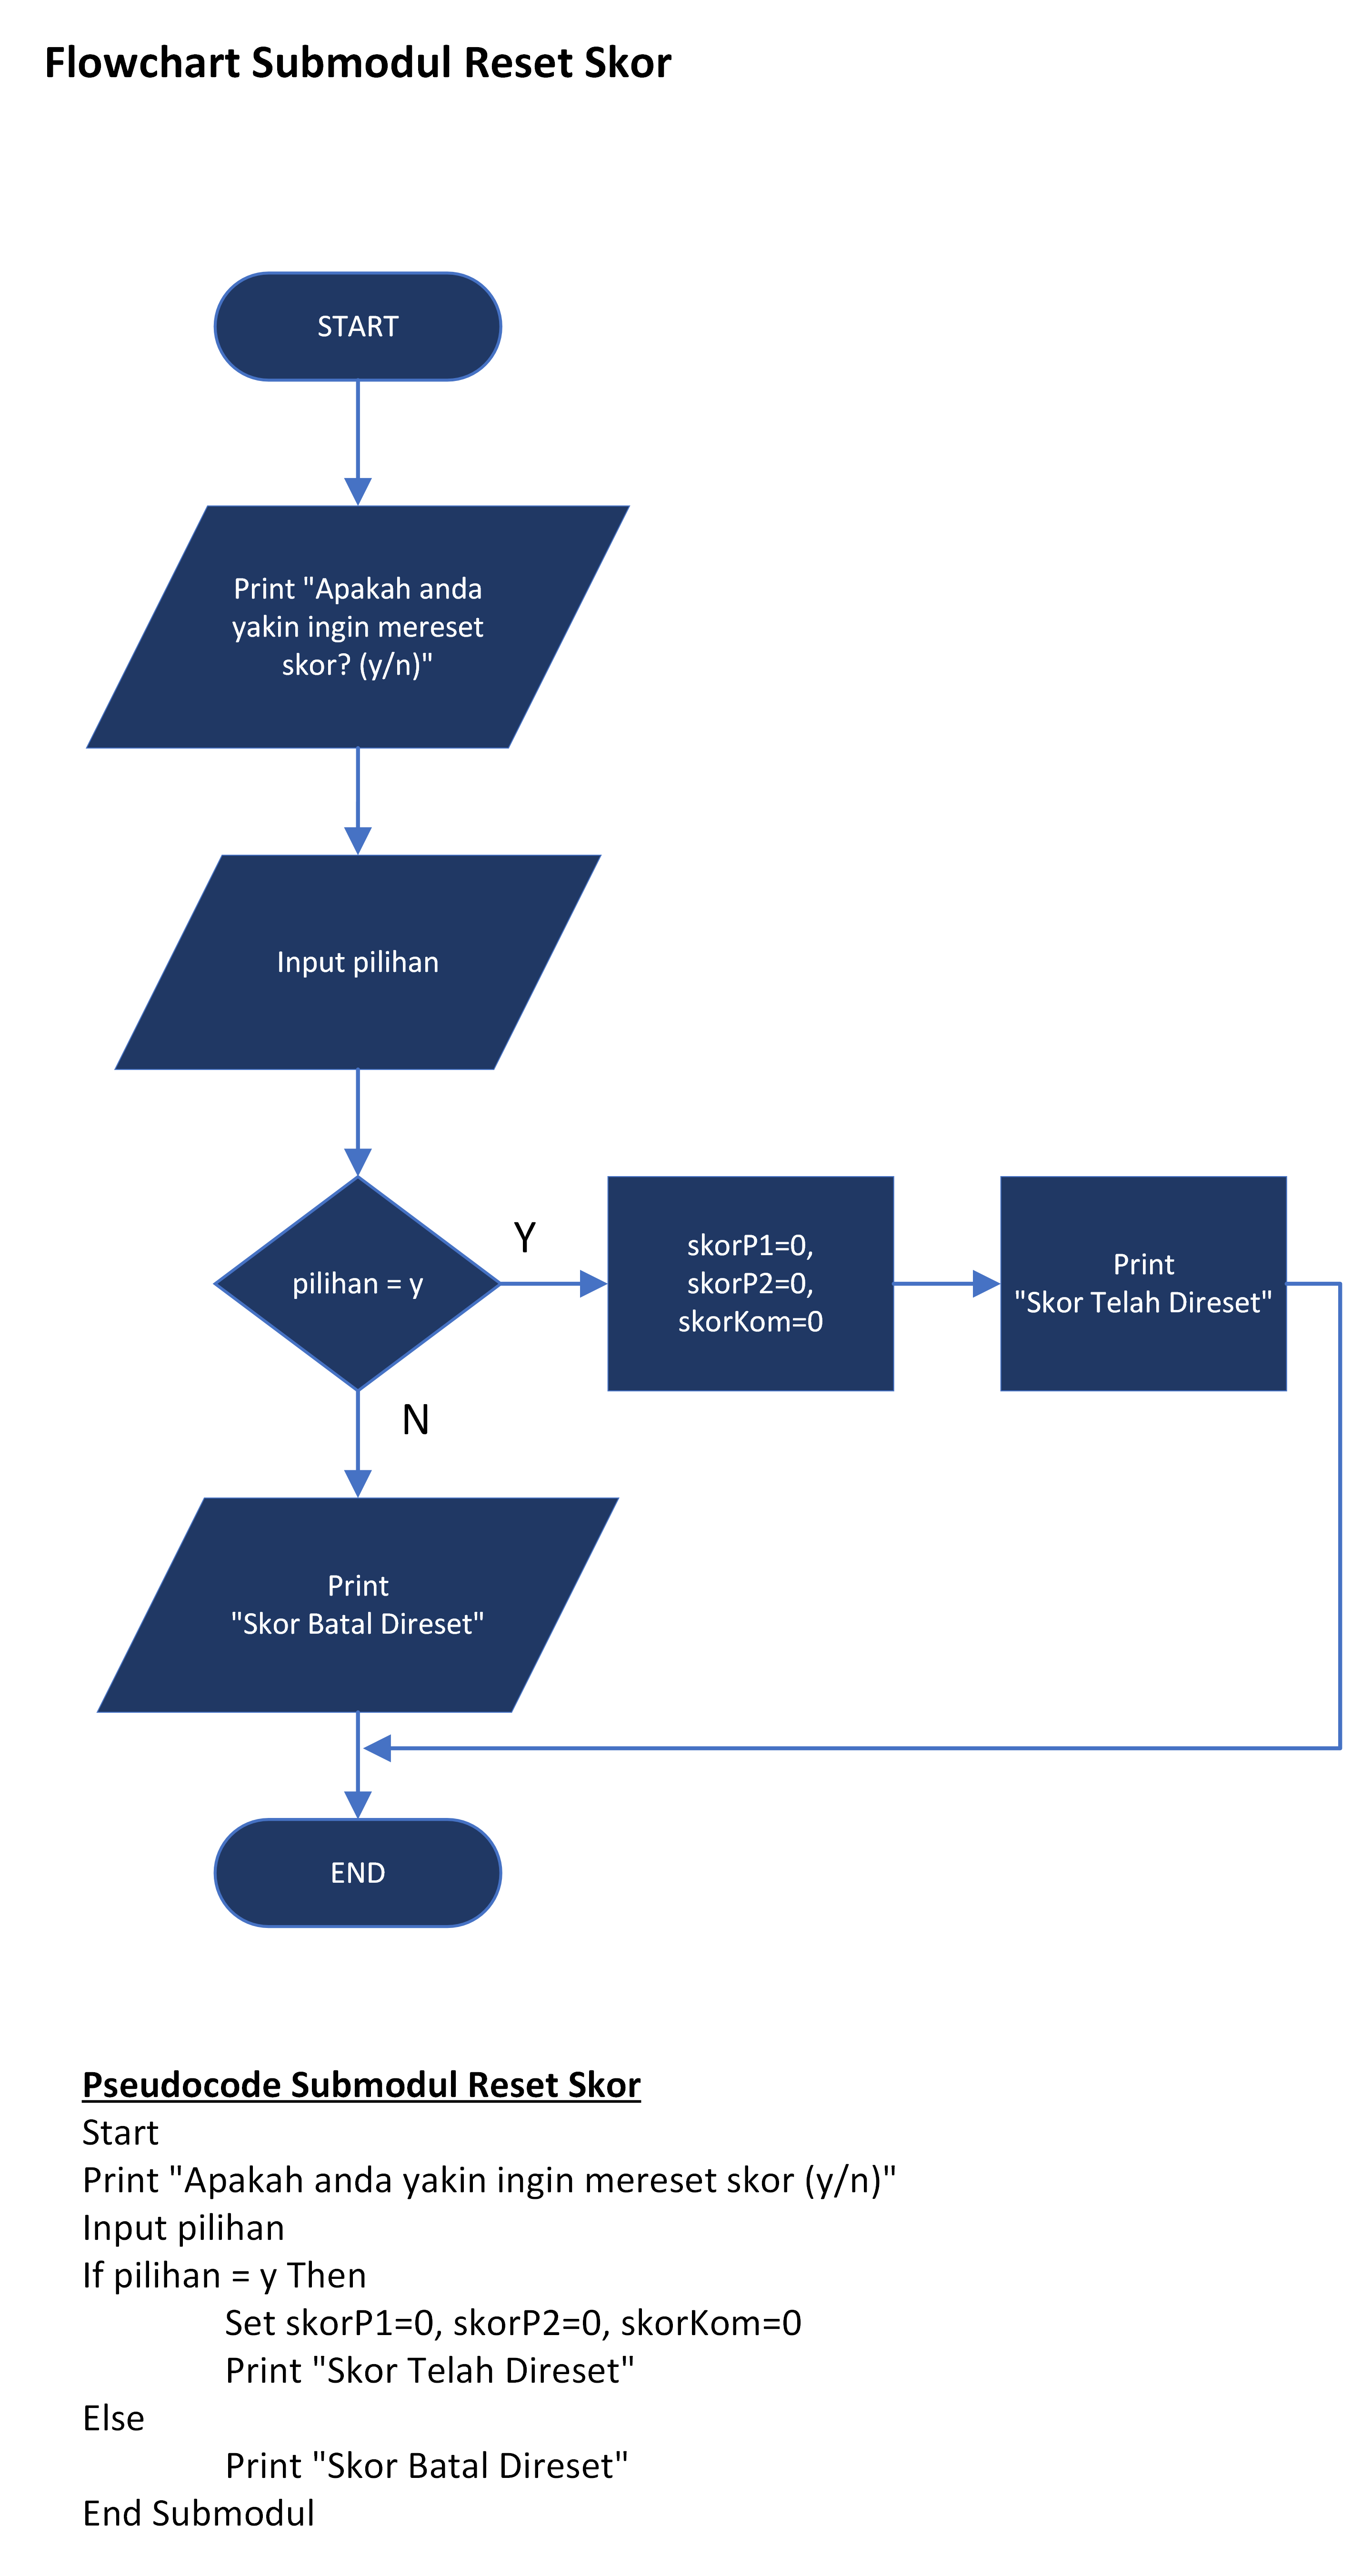 Flowchart Submodul Reset Skor
START
Print "Apakah anda
yakin ingin mereset
skor? (y/n)"
Input pilihan
pilihan = y
Y
skorP1=0,
skorP2=0,
skorKom=0
Print
"Skor Telah Direset"
N
Print
"Skor Batal Direset"
END
Pseudocode Submodul Reset Skor
Start
Print "Apakah anda yakin ingin mereset skor (y/n)"
Input pilihan
If pilihan = y Then
Set skorP1=0, skorP2=0, skorKom=0
Print "Skor Telah Direset"
Else
Print "Skor Batal Direset"
End Submodul